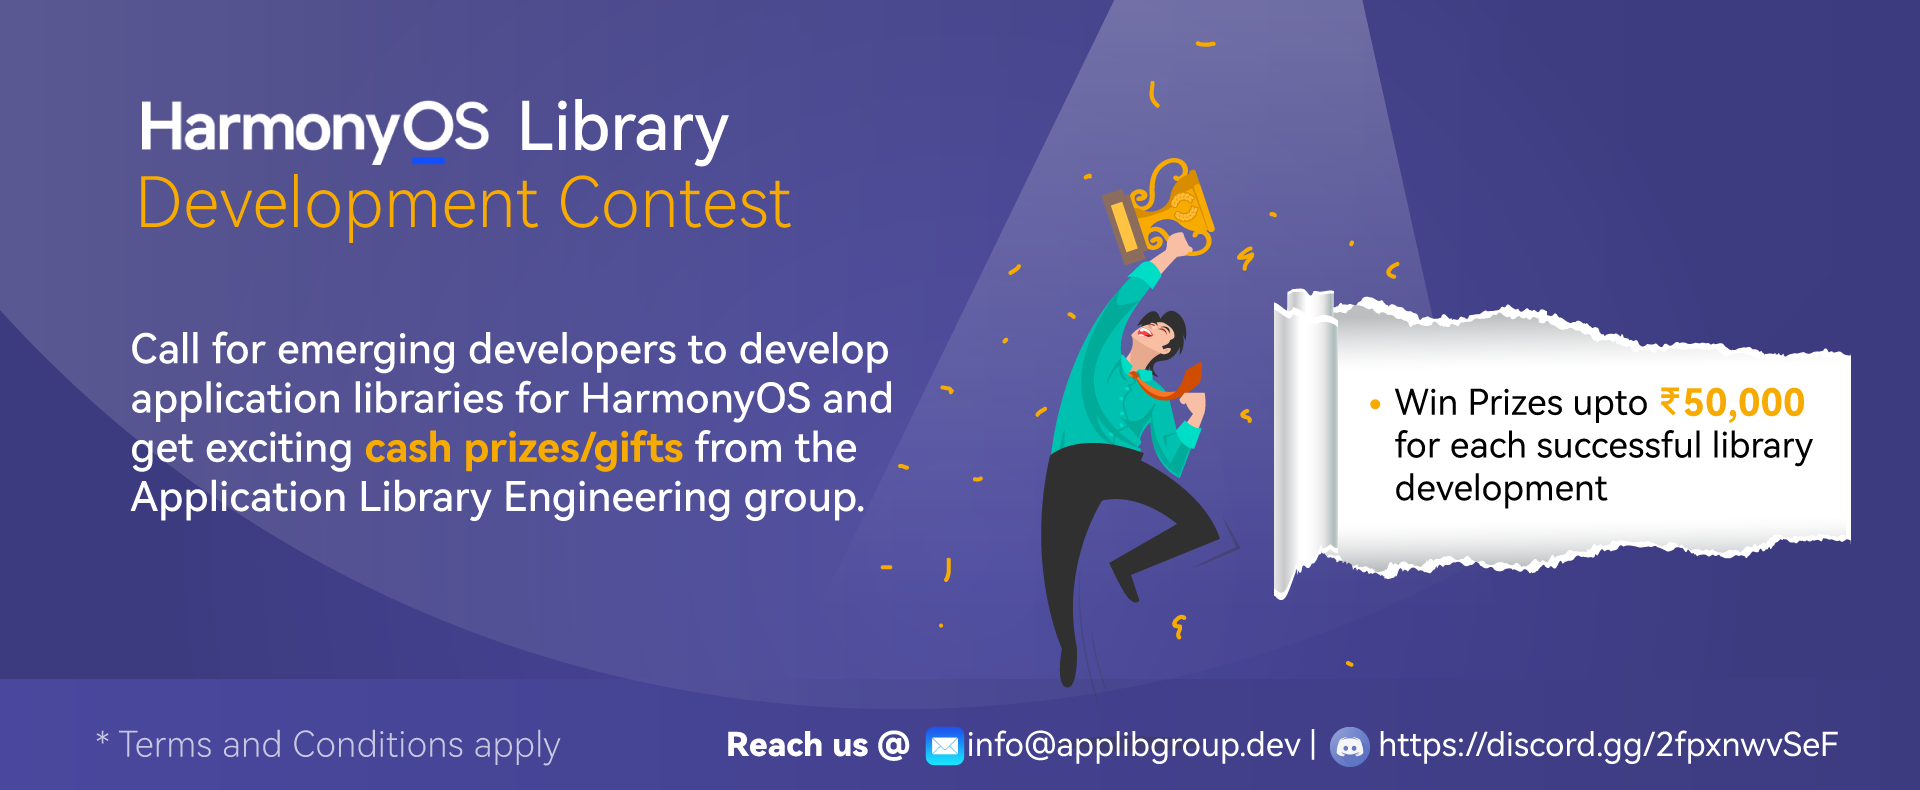 HarmonyOS Library
Development Contest
Call for emerging developers to develop
application libraries for HarmonyOS and
get exciting cash prizes/gifts from the
Application Library Engineering group.
• Win Prizes upto ₹50,000
for each successful library
development
* Terms and Conditions apply
Reach us @ info@applibgroup.dev | https://discord.gg/2fpxnwvSeF